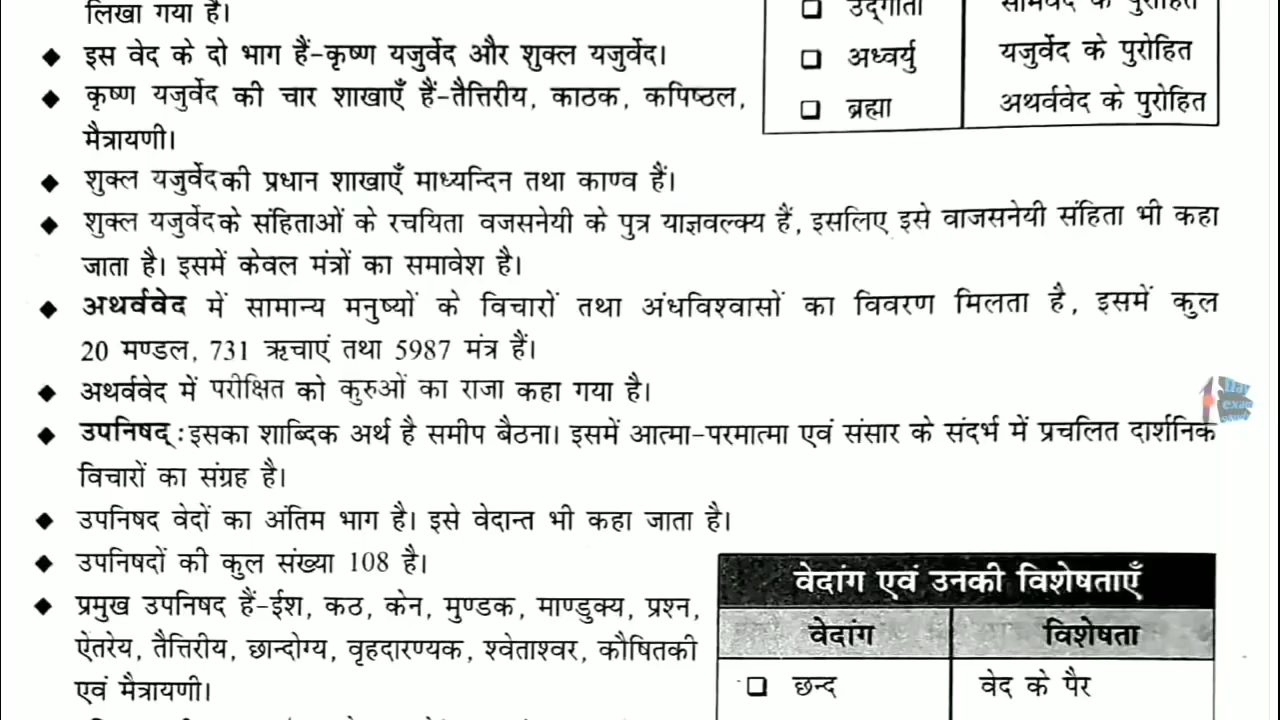 लिखा गया है।
◆ इस वेद के दो भाग हैं-कृष्ण यजुर्वेद और शुक्ल यजुर्वेद।
◆ कृष्ण यजुर्वेद की चार शाखाएँ हैं-तैत्तिरीय, काठक, कपिष्ठल,
मैत्रायणी।
❑ उद्‌गाता सामवेद के पुरोहित
❑ अध्वर्यु यजुर्वेद के पुरोहित
❑ ब्रह्मा अथर्ववेद के पुरोहित
◆ शुक्ल यजुर्वेद की प्रधान शाखाएँ माध्यन्दिन तथा काण्व हैं।
◆ शुक्ल यजुर्वेद के संहिताओं के रचयिता वजसनेयी के पुत्र याज्ञवल्क्य हैं, इसलिए इसे वाजसनेयी संहिता भी कहा
जाता है। इसमें केवल मंत्रों का समावेश है।
◆ अथर्ववेद में सामान्य मनुष्यों के विचारों तथा अंधविश्वासों का विवरण मिलता है, इसमें कुल
20 मण्डल, 731 ऋचाएं तथा 5987 मंत्र हैं।
◆ अथर्ववेद में परीक्षित को कुरुओं का राजा कहा गया है।
◆ उपनिषद् : इसका शाब्दिक अर्थ है समीप बैठना। इसमें आत्मा-परमात्मा एवं संसार के संदर्भ में प्रचलित दार्शनिक
विचारों का संग्रह है।
◆ उपनिषद वेदों का अंतिम भाग है। इसे वेदान्त भी कहा जाता है।
◆ उपनिषदों की कुल संख्या 108 है।
◆ प्रमुख उपनिषद हैं-ईश, कठ, केन, मुण्डक, माण्डुक्य, प्रश्न,
ऐतरेय, तैत्तिरीय, छान्दोग्य, वृहदारण्यक, श्वेताश्वर, कौषितकी
एवं मैत्रायणी।
वेदांग एवं उनकी विशेषताएँ
वेदांग विशेषता
❑ छन्द वेद के पैर
Day
exam